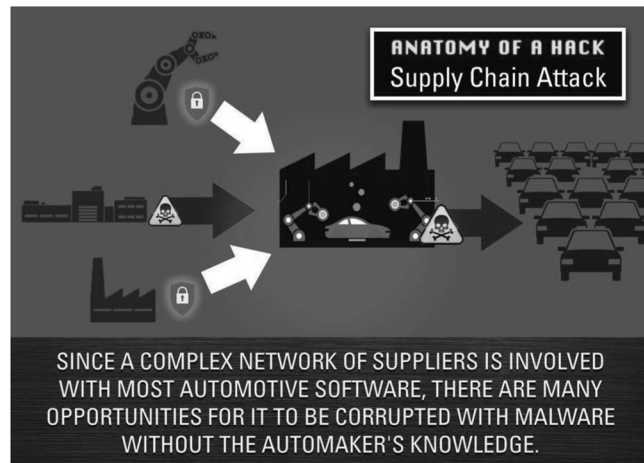 ANATOMY OF A HACK
Supply Chain Attack
SINCE A COMPLEX NETWORK OF SUPPLIERS IS INVOLVED
WITH MOST AUTOMOTIVE SOFTWARE, THERE ARE MANY
OPPORTUNITIES FOR IT TO BE CORRUPTED WITH MALWARE
WITHOUT THE AUTOMAKER'S KNOWLEDGE.